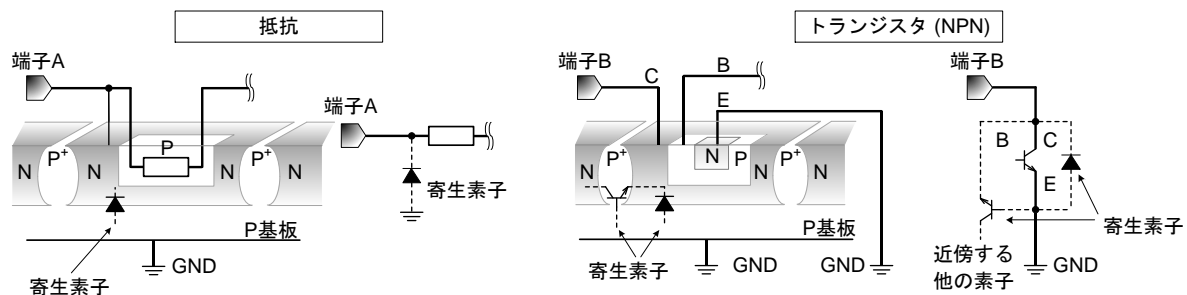 抵抗
トランジスタ (NPN)
端子A
端子A
P
N
P+
N
N
P+
N
寄生素子
P基板
GND
寄生素子
端子B
C
B
E
N
P+
N
N
P
N
P+
N
P基板
寄生素子
GND
GND
端子B
B
C
E
寄生素子
近傍する
他の素子
GND